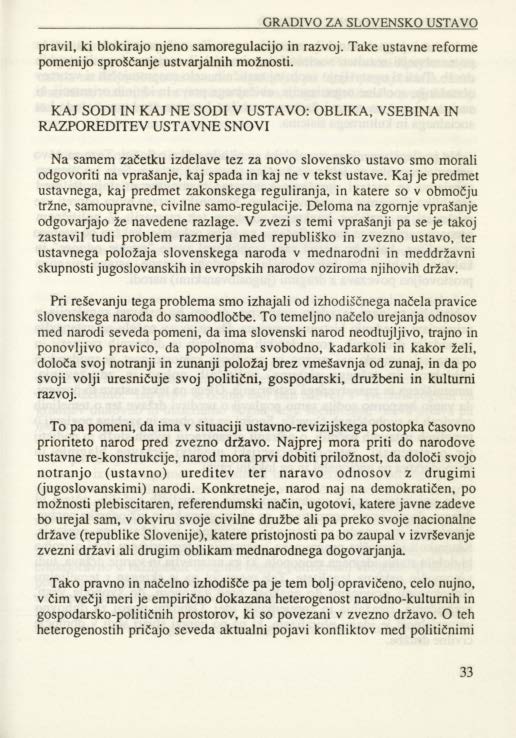 GRADIVO ZA SLOVENSKO USTAVO
pravil, ki blokirajo njeno samoregulacijo in razvoj. Take ustavne reforme
pomenijo sproščanje ustvarjalnih možnosti.
KAJ SODI IN KAJ NE SODI V USTAVO: OBLIKA, VSEBINA IN
RAZPOREDITEV USTAVNE SNOVI
Na samem začetku izdelave tez za novo slovensko ustavo smo morali
odgovoriti na vprašanje, kaj spada in kaj ne v tekst ustave. Kaj je predmet
ustavnega, kaj predmet zakonskega reguliranja, in katere so v območju
tržne, samoupravne, civilne samo-regulacije. Deloma na zgornje vprašanje
odgovarjajo že navedene razlage. V zvezi s temi vprašanji pa se je takoj
zastavil tudi problem razmerja med republiško in zvezno ustavo, ter
ustavnega položaja slovenskega naroda v mednarodni in meddržavni
skupnosti jugoslovanskih in evropskih narodov oziroma njihovih držav.
Pri reševanju tega problema smo izhajali od izhodiščnega načela pravice
slovenskega naroda do samoodločbe. To temeljno načelo urejanja odnosov
med narodi seveda pomeni, da ima slovenski narod neodtujljivo, trajno in
ponovljivo pravico, da popolnoma svobodno, kadarkoli in kakor želi,
določa svoj notranji in zunanji položaj brez vmešavnja od zunaj, in da po
svoji volji uresničuje svoj politični, gospodarski, družbeni in kulturni
razvoj.
To pa pomeni, da ima v situaciji ustavno-revizijskega postopka časovno
prioriteto narod pred zvezno državo. Najprej mora priti do narodove
ustavne re-konstrukcije, narod mora prvi dobiti priložnost, da določi svojo
notranjo (ustavno) ureditev ter naravo odnosov z drugimi
(jugoslovanskimi) narodi. Konkretneje, narod naj na demokratičen, po
možnosti plebiscitaren, referendumski način, ugotovi, katere javne zadeve
bo urejal sam, v okviru svoje civilne družbe ali pa preko svoje nacionalne
države (republike Slovenije), katere pristojnosti pa bo zaupal v izvrševanje
zvezni državi ali drugim oblikam mednarodnega dogovarjanja.
Tako pravno in načelno izhodišče pa je tem bolj opravičeno, celo nujno,
v čim večji meri je empirično dokazana heterogenost narodno-kulturnih in
gospodarsko-političnih prostorov, ki so povezani v zvezno državo. O teh
heterogenostih pričajo seveda aktualni pojavi konfliktov med političnimi
33